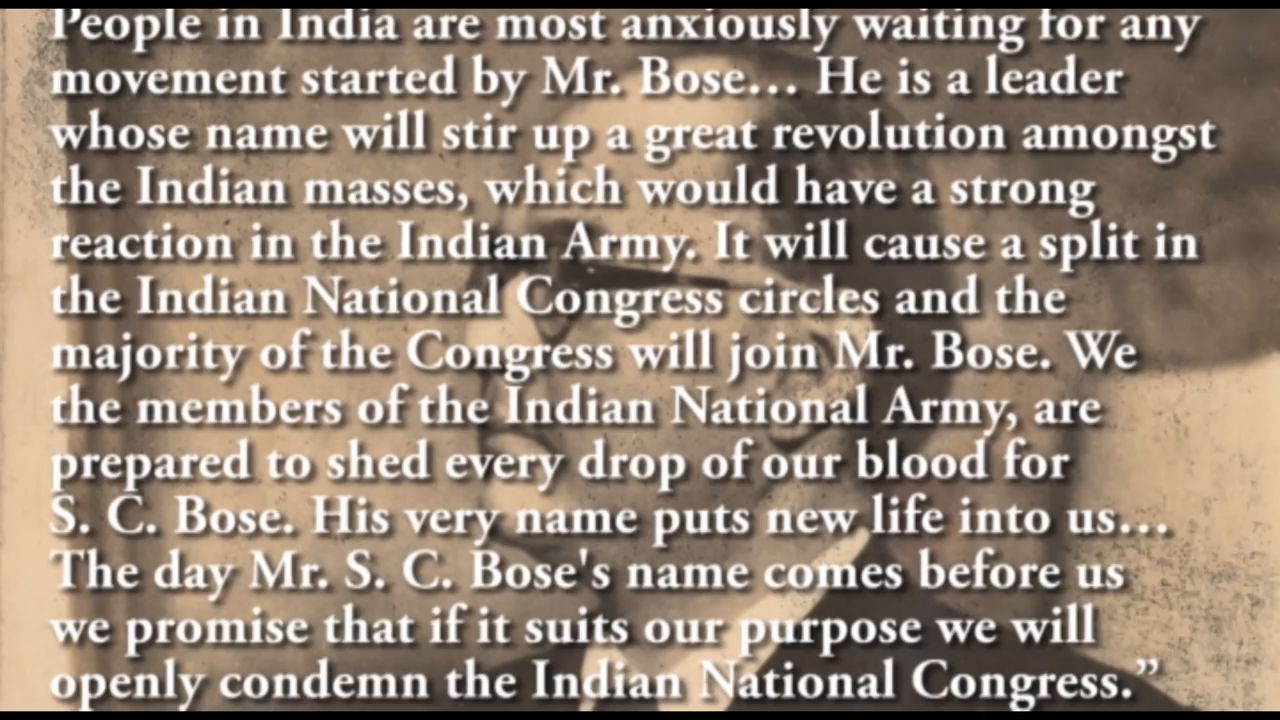 People in India are most anxiously waiting for any
movement started by Mr. Bose… He is a leader
whose name will stir up a great revolution amongst
the Indian masses, which would have a strong
reaction in the Indian Army. It will cause a split in
the Indian National Congress circles and the
majority of the Congress will join Mr. Bose. We
the members of the Indian National Army, are
prepared to shed every drop of our blood for
S. C. Bose. His very name puts new life into us…
The day Mr. S. C. Bose's name comes before us
we promise that if it suits our purpose we will
openly condemn the Indian National Congress.”